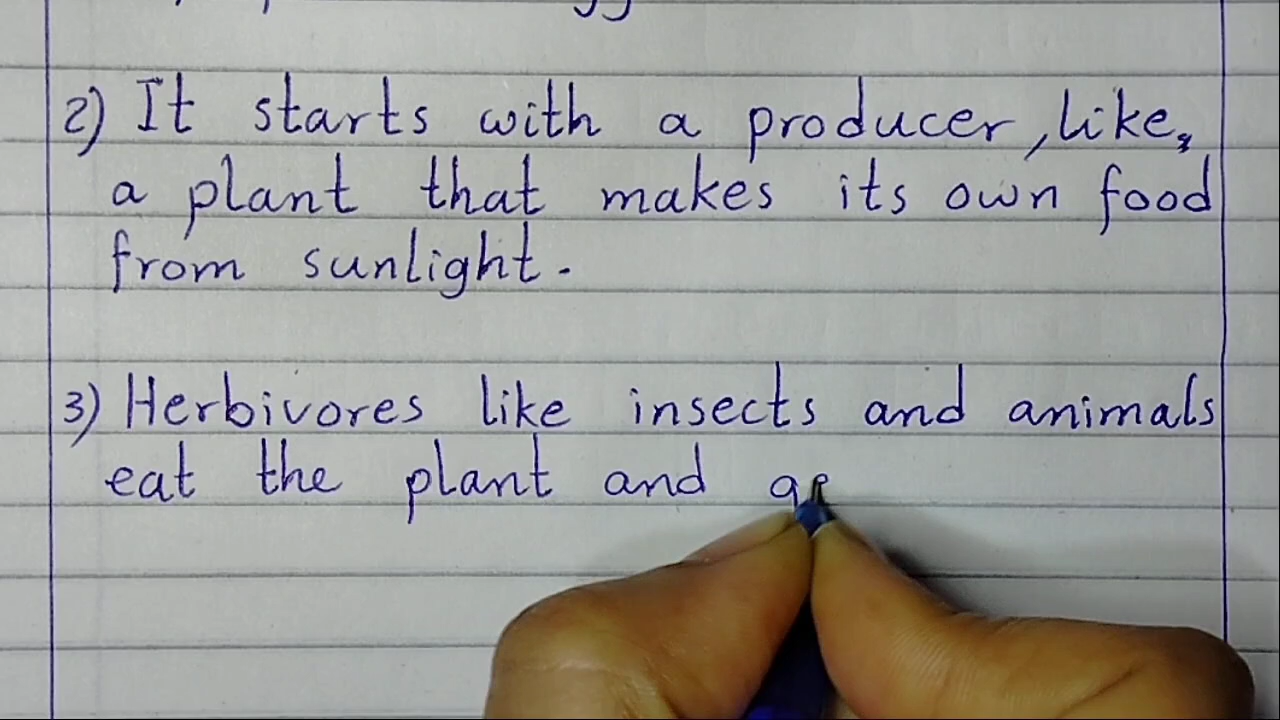 2) It starts with a producer, like,
a plant that makes its own food
from sunlight.
3) Herbivores like insects and animals
eat the plant and ge